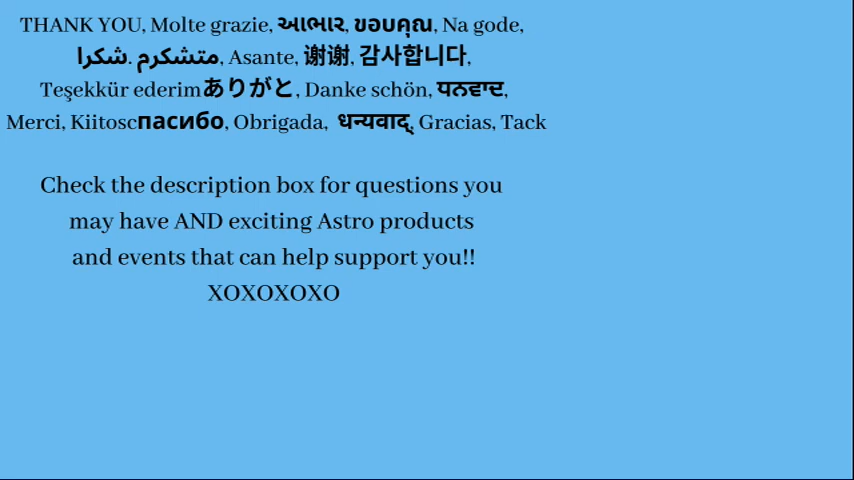 THANK YOU, Molte grazie, આભાર, ขอบคุณ, Na gode,
شكرا. متشکرم, Asante, 谢谢, 감사합니다,
Teşekkür ederimありがと, Danke schön, ਧਨਵਾਦ,
Merci, Kiitoscпасибо, Obrigada, धन्यवाद्, Gracias, Tack
Check the description box for questions you
may have AND exciting Astro products
and events that can help support you!!
XOXOXOXO